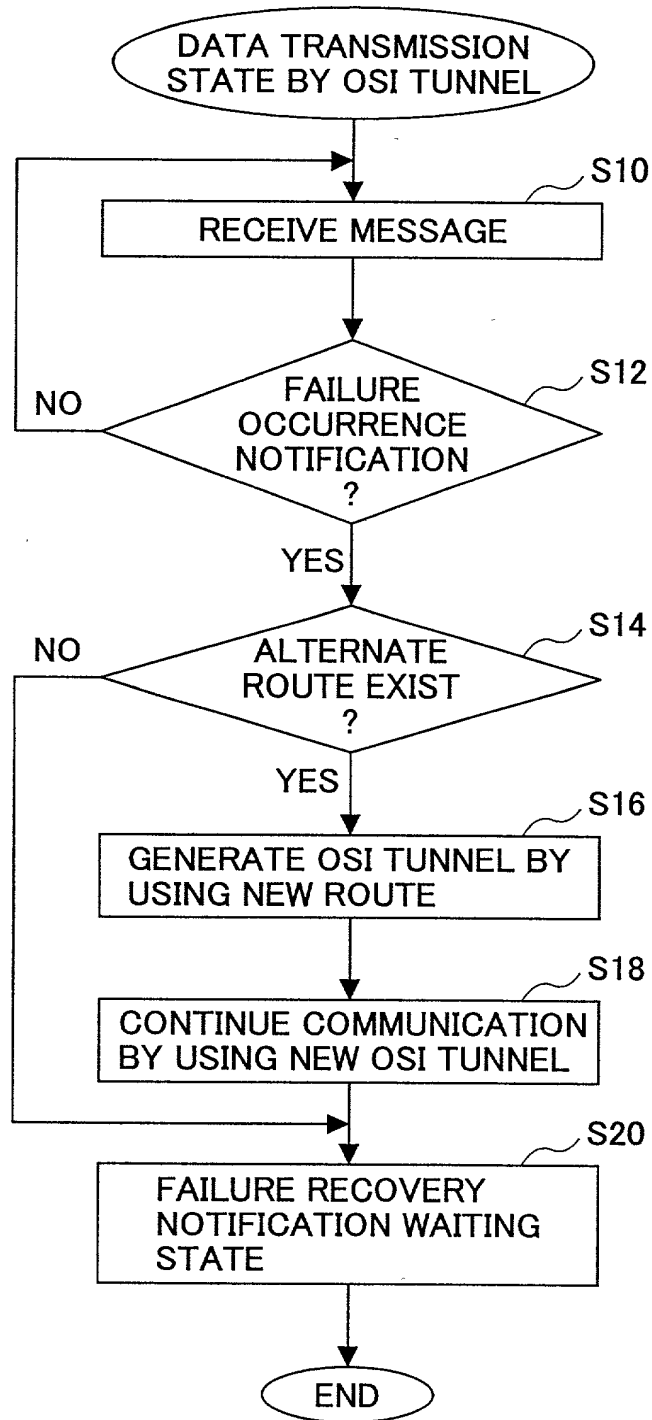 DATA TRANSMISSION
STATE BY OSI TUNNEL
S10
RECEIVE MESSAGE
S12
NO
FAILURE
OCCURRENCE
NOTIFICATION
?
YES
S14
NO
ALTERNATE
ROUTE EXIST
?
YES
S16
GENERATE OSI TUNNEL BY
USING NEW ROUTE
S18
CONTINUE COMMUNICATION
BY USING NEW OSI TUNNEL
S20
FAILURE RECOVERY
NOTIFICATION WAITING
STATE
END